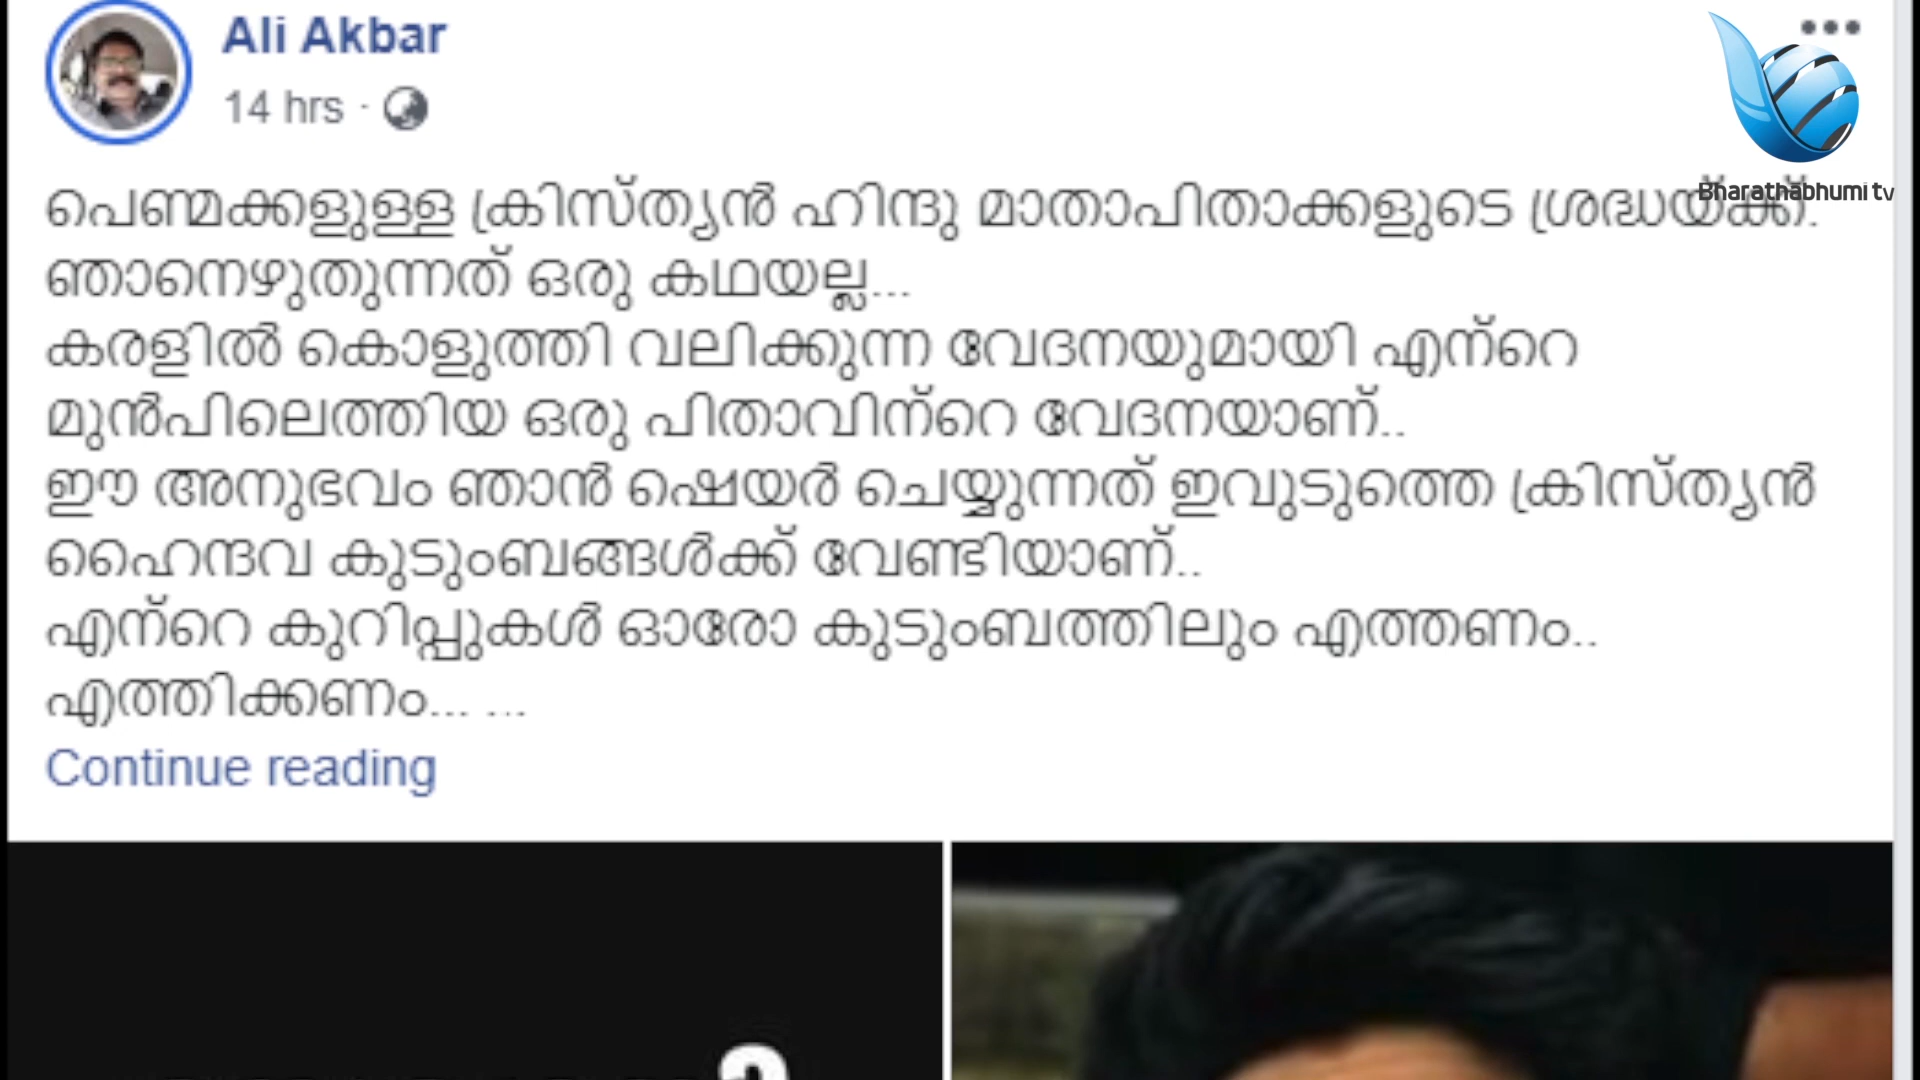 Ali Akbar
14 hrs ·
Bharathabhumi tv
പെണ്മക്കളുള്ള ക്രിസ്ത്യൻ ഹിന്ദു മാതാപിതാക്കളുടെ ശ്രദ്ധയ്ക്ക്.
ഞാനെഴുതുന്നത് ഒരു കഥയല്ല...
കരളിൽ കൊളുത്തി വലിക്കുന്ന വേദനയുമായി എന്റെ
മുൻപിലെത്തിയ ഒരു പിതാവിന്റെ വേദനയാണ്..
ഈ അനുഭവം ഞാൻ ഷെയർ ചെയ്യുന്നത് ഇവുടുത്തെ ക്രിസ്ത്യൻ
ഹൈന്ദവ കുടുംബങ്ങൾക്ക് വേണ്ടിയാണ്..
എന്റെ കുറിപ്പുകൾ ഓരോ കുടുംബത്തിലും എത്തണം..
എത്തിക്കണം... ...
Continue reading